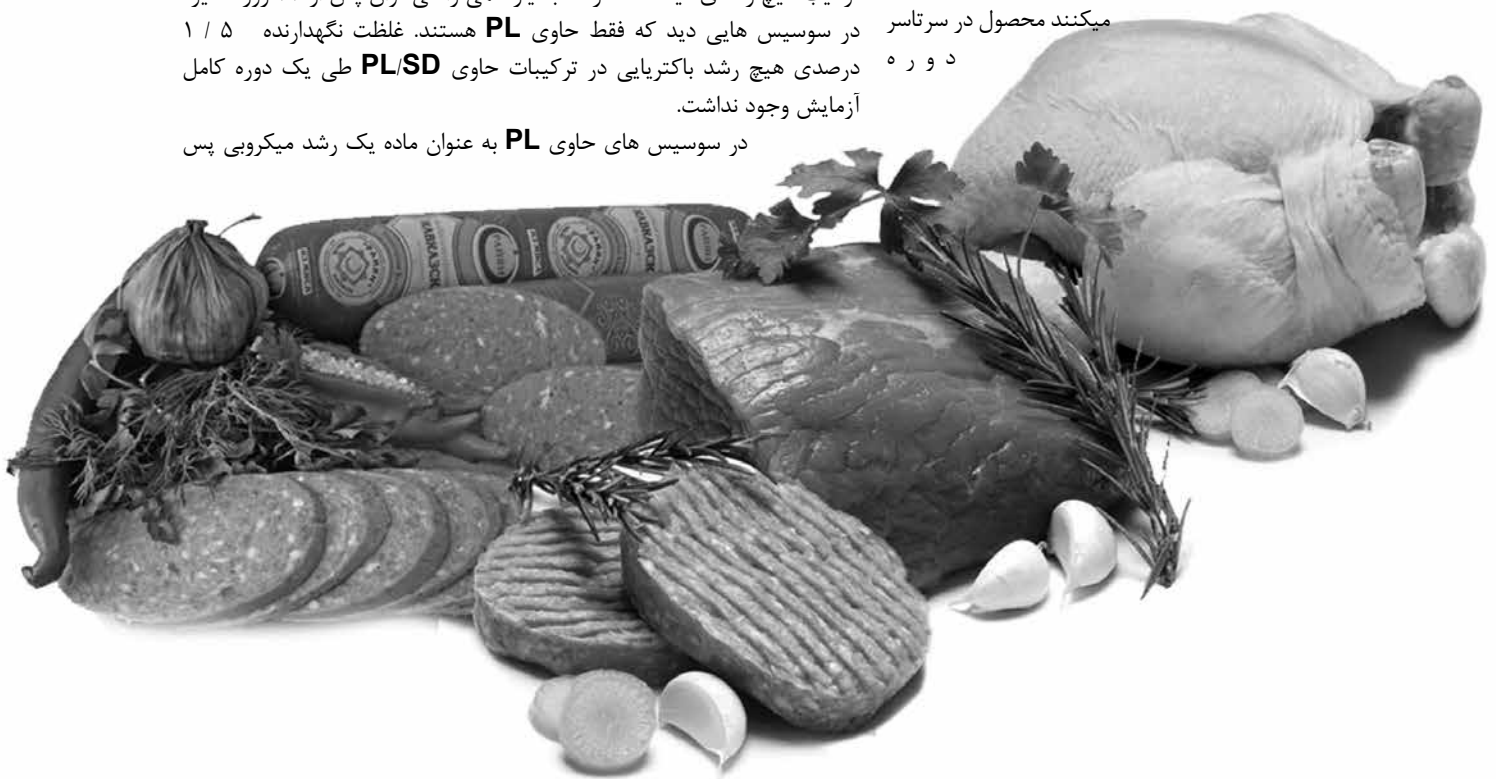 میکنند محصول در سرتاسر
د و ر ه
در سوسیس هایی دید که فقط حاوی PL هستند. غلظت نگهدارنده ۱ / ۵
درصدی هیچ رشد باکتریایی در ترکیبات حاوی PL/SD طی یک دوره کامل
آزمایش وجود نداشت.
در سوسیس های حاوی PL به عنوان ماده یک رشد میکروبی پس